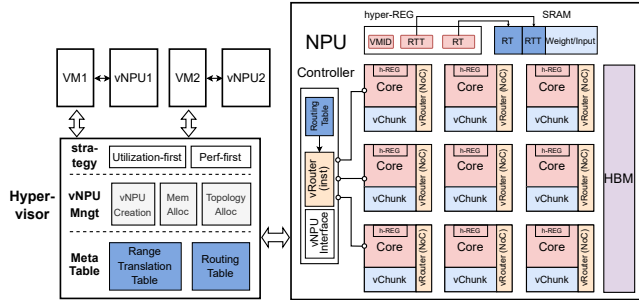 VM1
vNPU1
VM2
vNPU2
Hyper-
visor
stra-
tegy
Utilization-first
Perf-first
vNPU
Mngt
vNPU
Creation
Mem
Alloc
Topology
Alloc
Meta
Table
Range
Translation
Table
Routing
Table
NPU
hyper-REG
SRAM
VMID
RTT
RT
RT
RTT
Weight/Input
Controller
Routing
Table
vRouter
(inst)
vNPU
Interface
h-REG
Core
vChunk
vRouter (NoC)
h-REG
Core
vChunk
vRouter (NoC)
h-REG
Core
vChunk
vRouter (NoC)
h-REG
Core
vChunk
vRouter (NoC)
h-REG
Core
vChunk
vRouter (NoC)
h-REG
Core
vChunk
vRouter (NoC)
h-REG
Core
vChunk
vRouter (NoC)
h-REG
Core
vChunk
vRouter (NoC)
h-REG
Core
vChunk
vRouter (NoC)
HBM